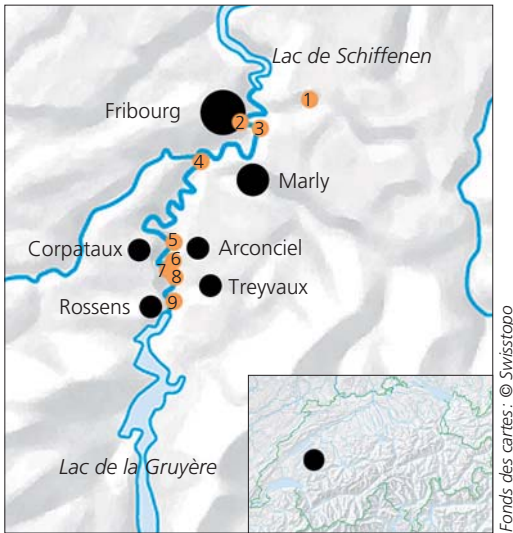 Lac de Schiffenen
1
Fribourg
2
3
4
Marly
5
Corpataux
Arconciel
6
7
8
Treyvaux
Rossens
9
Lac de la Gruyère
Fonds des cartes: © Swisstopo